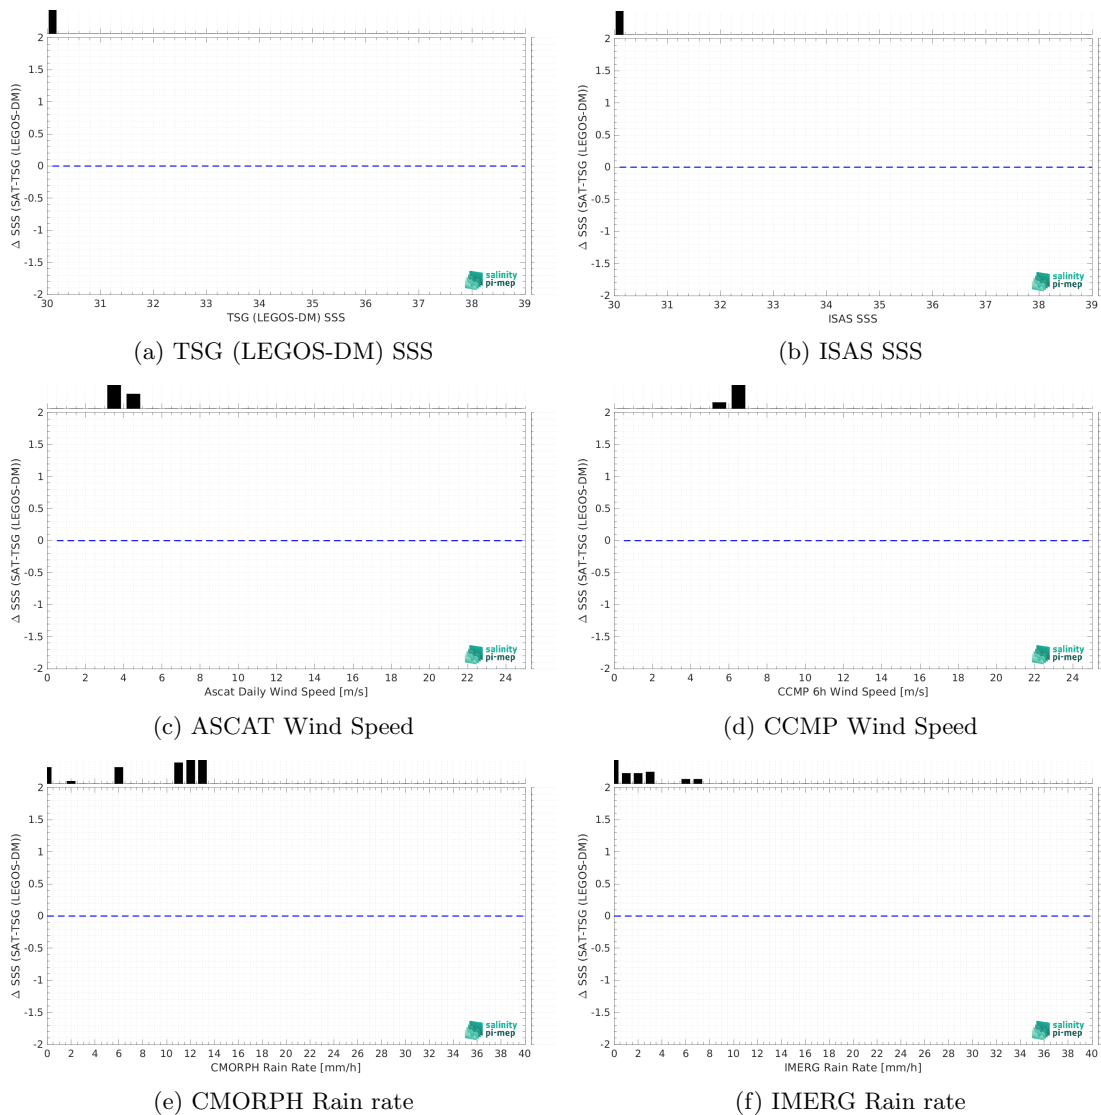 2
1.5
1
0.5
0
-0.5
-1
-1.5
-2
Δ SSS (SAT-TSG (LEGOS-DM))
30 31 32 33 34 35 36 37 38 39
TSG (LEGOS-DM) SSS
salinity
pi-mep
(a) TSG (LEGOS-DM) SSS
2
1.5
1
0.5
0
-0.5
-1
-1.5
-2
Δ SSS (SAT-TSG (LEGOS-DM))
30 31 32 33 34 35 36 37 38 39
ISAS SSS
salinity
pi-mep
(b) ISAS SSS
2
1.5
1
0.5
0
-0.5
-1
-1.5
-2
Δ SSS (SAT-TSG (LEGOS-DM))
0 2 4 6 8 10 12 14 16 18 20 22 24
Ascat Daily Wind Speed [m/s]
salinity
pi-mep
(c) ASCAT Wind Speed
2
1.5
1
0.5
0
-0.5
-1
-1.5
-2
Δ SSS (SAT-TSG (LEGOS-DM))
0 2 4 6 8 10 12 14 16 18 20 22 24
CCMP 6h Wind Speed [m/s]
salinity
pi-mep
(d) CCMP Wind Speed
2
1.5
1
0.5
0
-0.5
-1
-1.5
-2
Δ SSS (SAT-TSG (LEGOS-DM))
0 2 4 6 8 10 12 14 16 18 20 22 24 26 28 30 32 34 36 38 40
CMORPH Rain Rate [mm/h]
salinity
pi-mep
(e) CMORPH Rain rate
2
1.5
1
0.5
0
-0.5
-1
-1.5
-2
Δ SSS (SAT-TSG (LEGOS-DM))
0 2 4 6 8 10 12 14 16 18 20 22 24 26 28 30 32 34 36 38 40
IMERG Rain Rate [mm/h]
salinity
pi-mep
(f) IMERG Rain rate